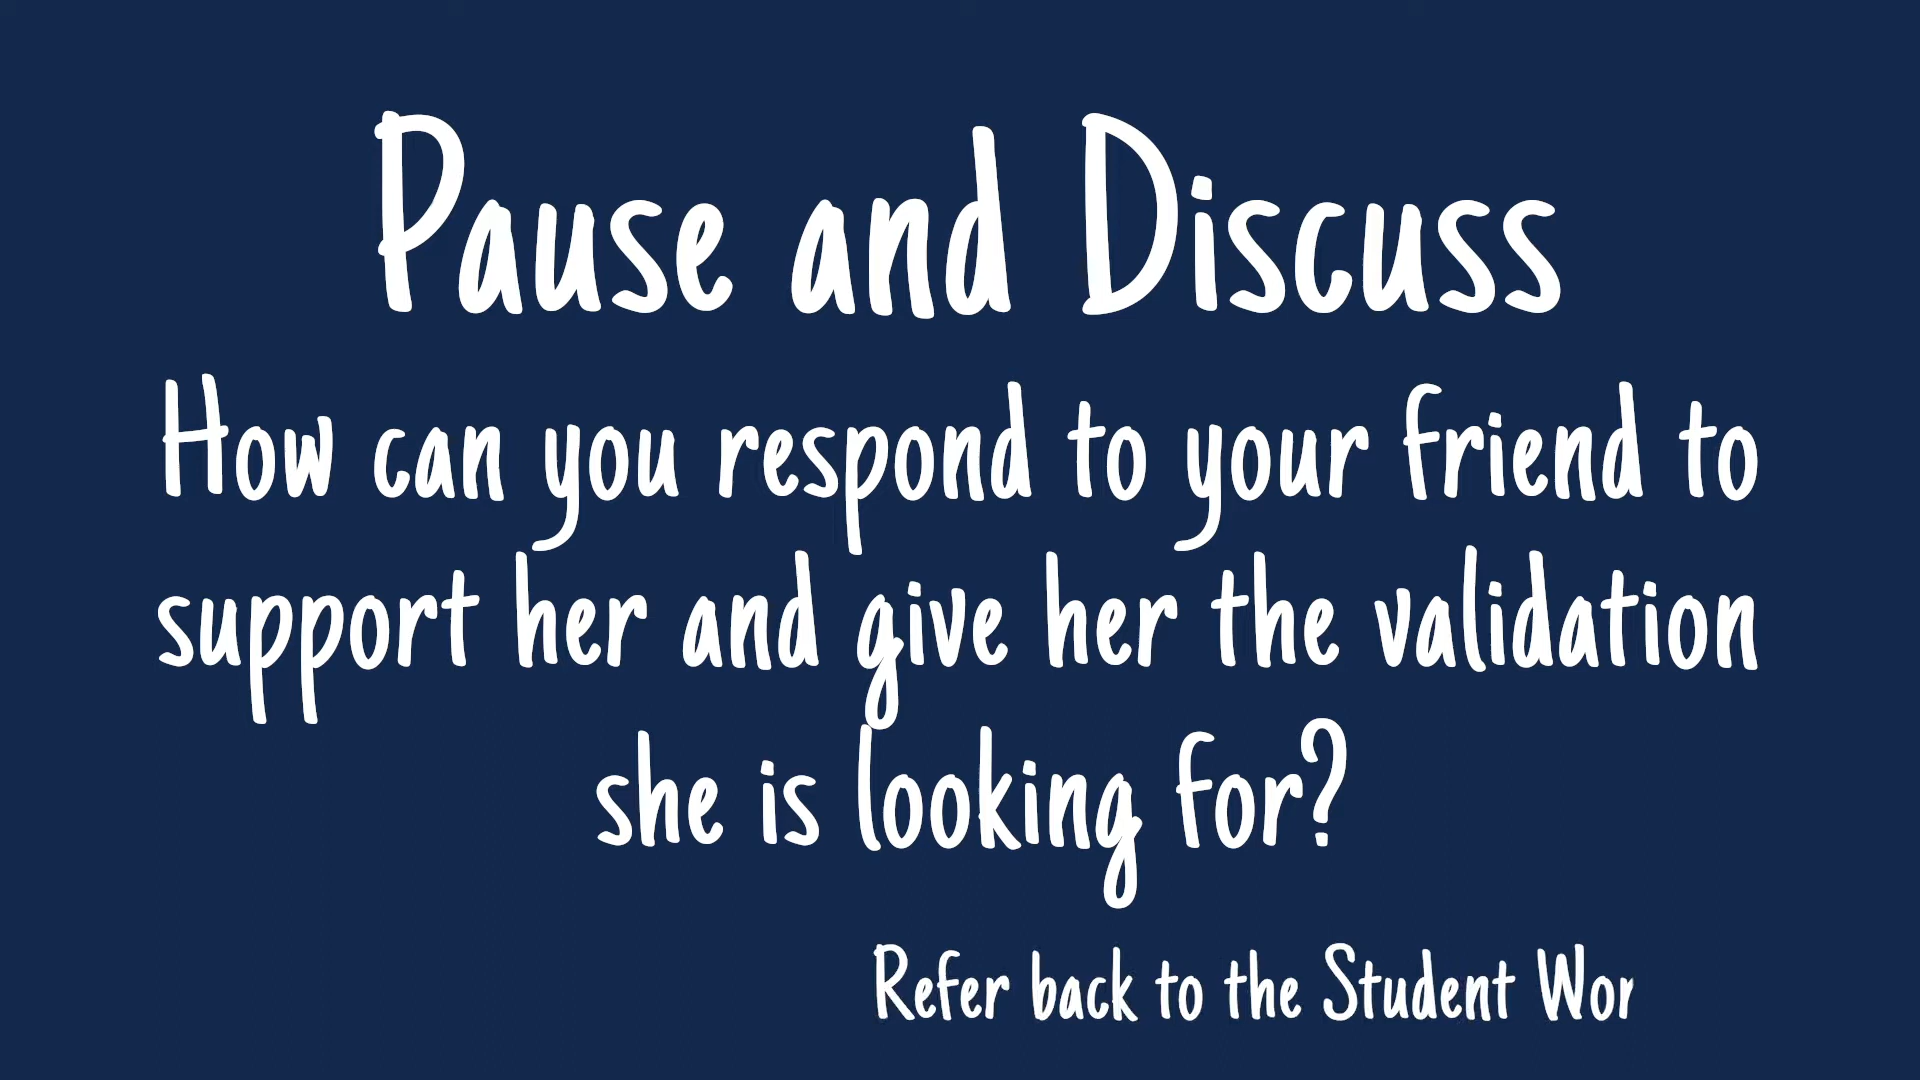 Pause and Discuss
How can you respond to your friend to
support her and give her the validation
she is looking for?
Refer back to the Student Wor